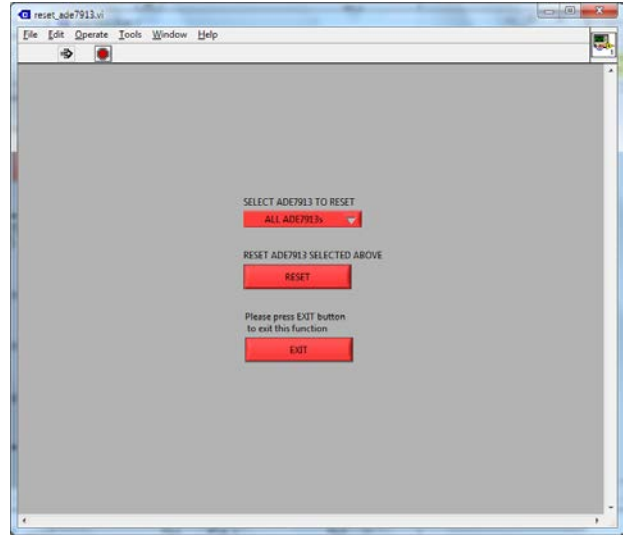 reset_ade7913.vi
File Edit Operate Tools Window Help
SELECT ADE7913 TO RESET
ALL ADE7913s
RESET ADE7913 SELECTED ABOVE
RESET
Please press EXIT button
to exit this function
EXIT